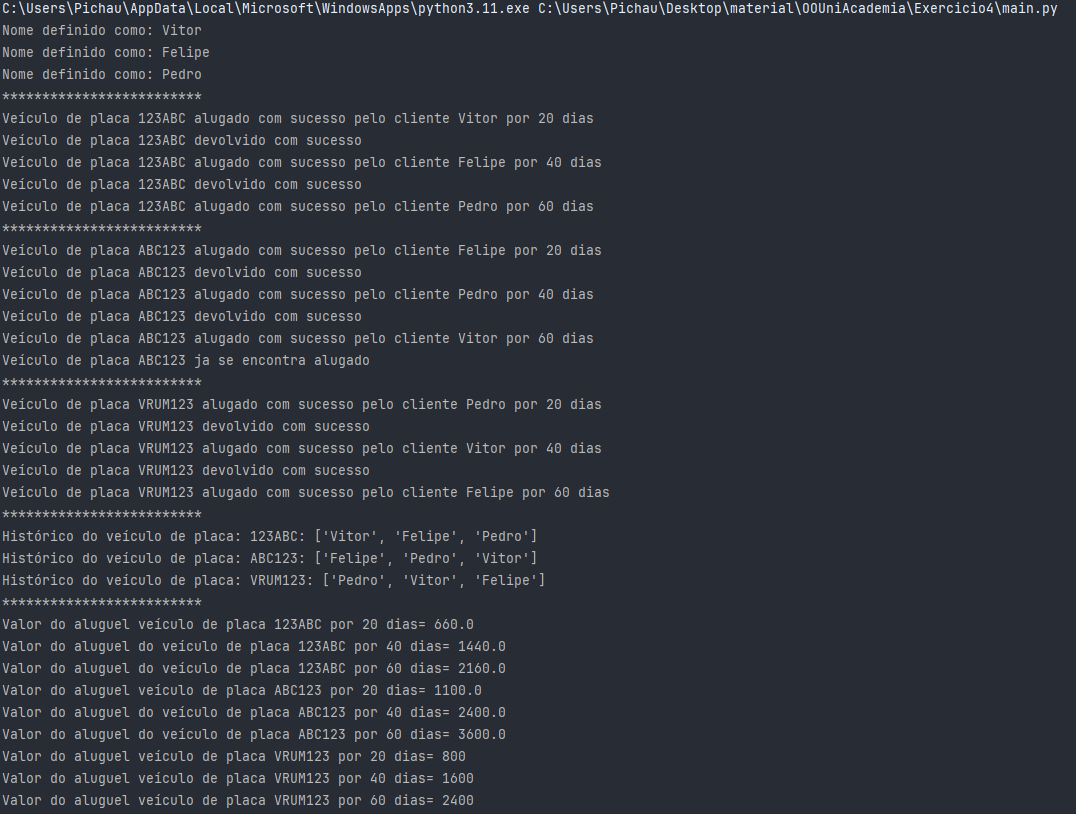 C:\Users\Pichau\AppData\Local\Microsoft\WindowsApps\python3.11.exe C:\Users\Pichau\Desktop\material\OOUniAcademia\Exercicio4\main.py
Nome definido como: Vitor
Nome definido como: Felipe
Nome definido como: Pedro
*************************
Veículo de placa 123ABC alugado com sucesso pelo cliente Vitor por 20 dias
Veículo de placa 123ABC devolvido com sucesso
Veículo de placa 123ABC alugado com sucesso pelo cliente Felipe por 40 dias
Veículo de placa 123ABC devolvido com sucesso
Veículo de placa 123ABC alugado com sucesso pelo cliente Pedro por 60 dias
*************************
Veículo de placa ABC123 alugado com sucesso pelo cliente Felipe por 20 dias
Veículo de placa ABC123 devolvido com sucesso
Veículo de placa ABC123 alugado com sucesso pelo cliente Pedro por 40 dias
Veículo de placa ABC123 devolvido com sucesso
Veículo de placa ABC123 alugado com sucesso pelo cliente Vitor por 60 dias
Veículo de placa ABC123 ja se encontra alugado
*************************
Veículo de placa VRUM123 alugado com sucesso pelo cliente Pedro por 20 dias
Veículo de placa VRUM123 devolvido com sucesso
Veículo de placa VRUM123 alugado com sucesso pelo cliente Vitor por 40 dias
Veículo de placa VRUM123 devolvido com sucesso
Veículo de placa VRUM123 alugado com sucesso pelo cliente Felipe por 60 dias
*************************
Histórico do veículo de placa: 123ABC: ['Vitor', 'Felipe', 'Pedro']
Histórico do veículo de placa: ABC123: ['Felipe', 'Pedro', 'Vitor']
Histórico do veículo de placa: VRUM123: ['Pedro', 'Vitor', 'Felipe']
*************************
Valor do aluguel veículo de placa 123ABC por 20 dias= 660.0
Valor do aluguel do veículo de placa 123ABC por 40 dias= 1440.0
Valor do aluguel do veículo de placa 123ABC por 60 dias= 2160.0
Valor do aluguel veículo de placa ABC123 por 20 dias= 1100.0
Valor do aluguel do veículo de placa ABC123 por 40 dias= 2400.0
Valor do aluguel do veículo de placa ABC123 por 60 dias= 3600.0
Valor do aluguel veículo de placa VRUM123 por 20 dias= 800
Valor do aluguel veículo de placa VRUM123 por 40 dias= 1600
Valor do aluguel veículo de placa VRUM123 por 60 dias= 2400